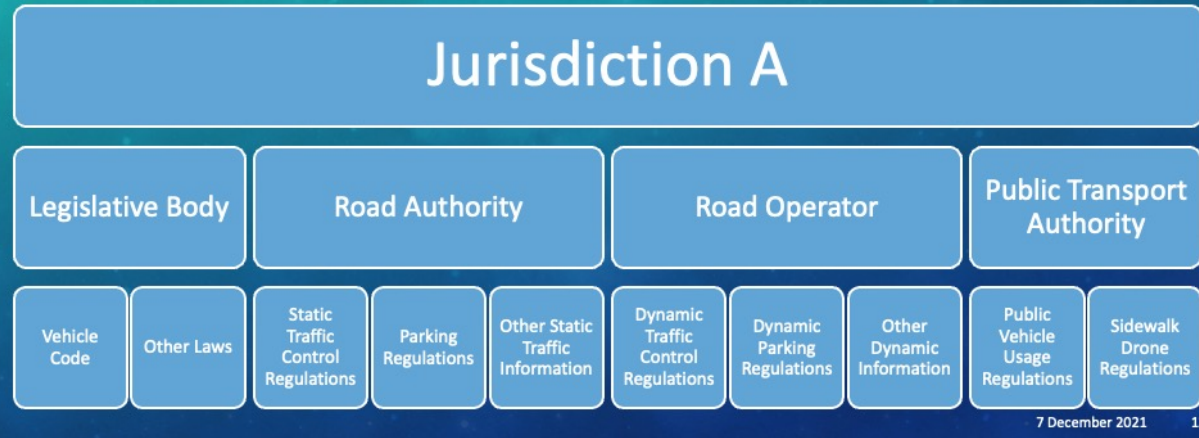 Jurisdiction A
Legislative Body
Road Authority
Road Operator
Public Transport
Authority
Vehicle
Code
Other Laws
Static
Traffic
Control
Regulations
Parking
Regulations
Other Static
Traffic
Information
Dynamic
Traffic
Control
Regulations
Dynamic
Parking
Regulations
Other
Dynamic
Information
Public
Vehicle
Usage
Regulations
Sidewalk
Drone
Regulations
7 December 2021